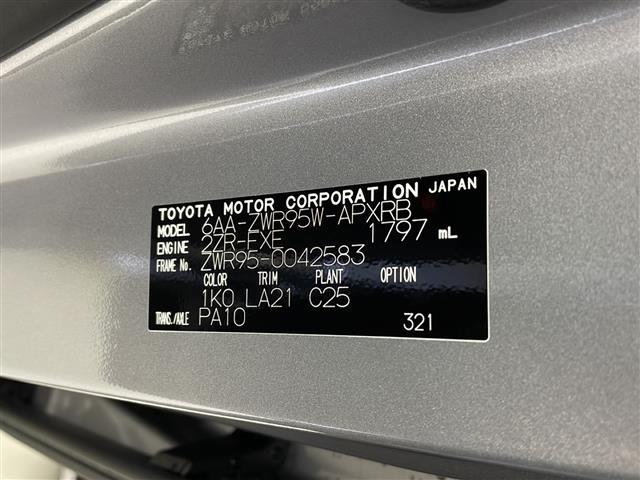 TOYOTA MOTOR CORPORATION JAPAN
MODEL 6AA-ZWR95W-APXRB
ENGINE 2ZR-FXE 1797 mL
FRAME No. ZWR95-0042583
COLOR TRIM PLANT OPTION
1K0 LA21 C25
TRANS./AXLE PA10 321